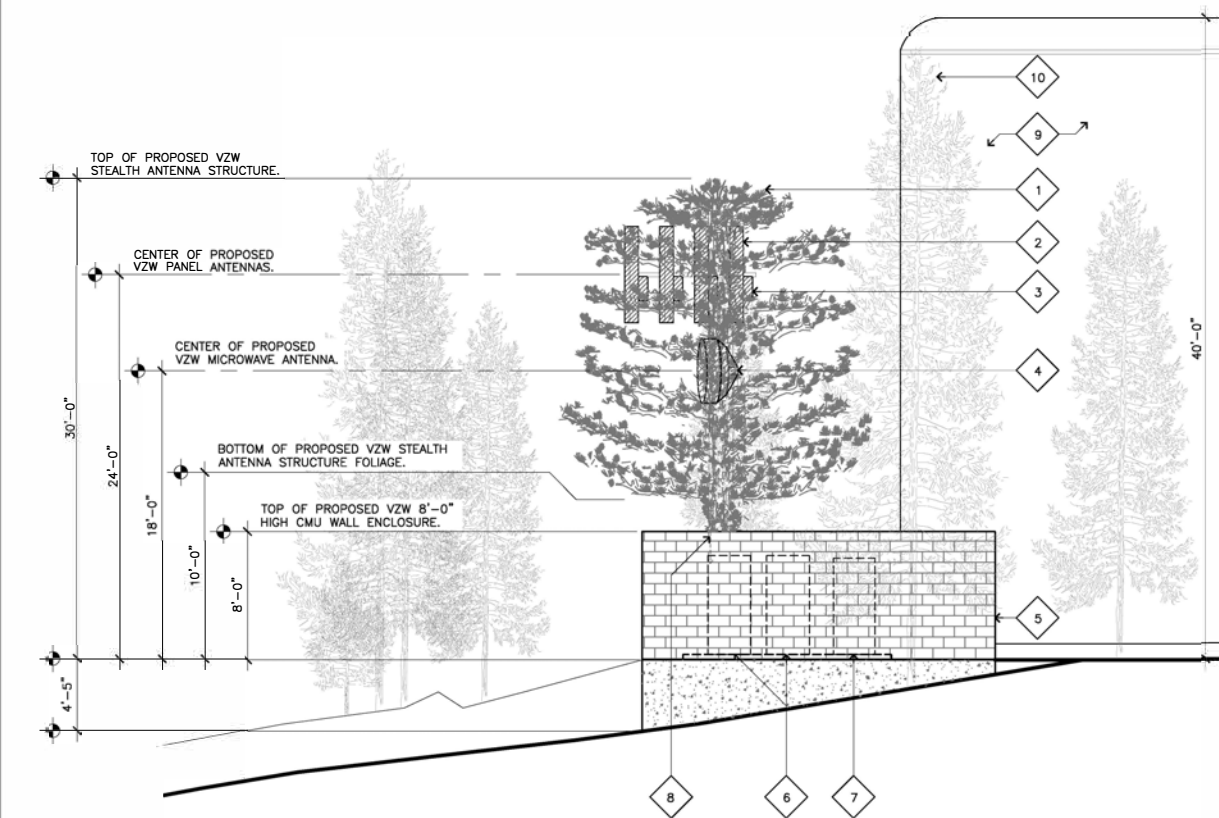 10
9
TOP OF PROPOSED VZW
STEALTH ANTENNA STRUCTURE.
1
2
CENTER OF PROPOSED
VZW PANEL ANTENNAS.
3
CENTER OF PROPOSED
VZW MICROWAVE ANTENNA.
4
40'-0"
30'-0"
24'-0"
18'-0"
BOTTOM OF PROPOSED VZW STEALTH
ANTENNA STRUCTURE FOLIAGE.
10'-0"
TOP OF PROPOSED VZW 8'-0"
HIGH CMU WALL ENCLOSURE.
8'-0"
5
4'-5"
8
6
7